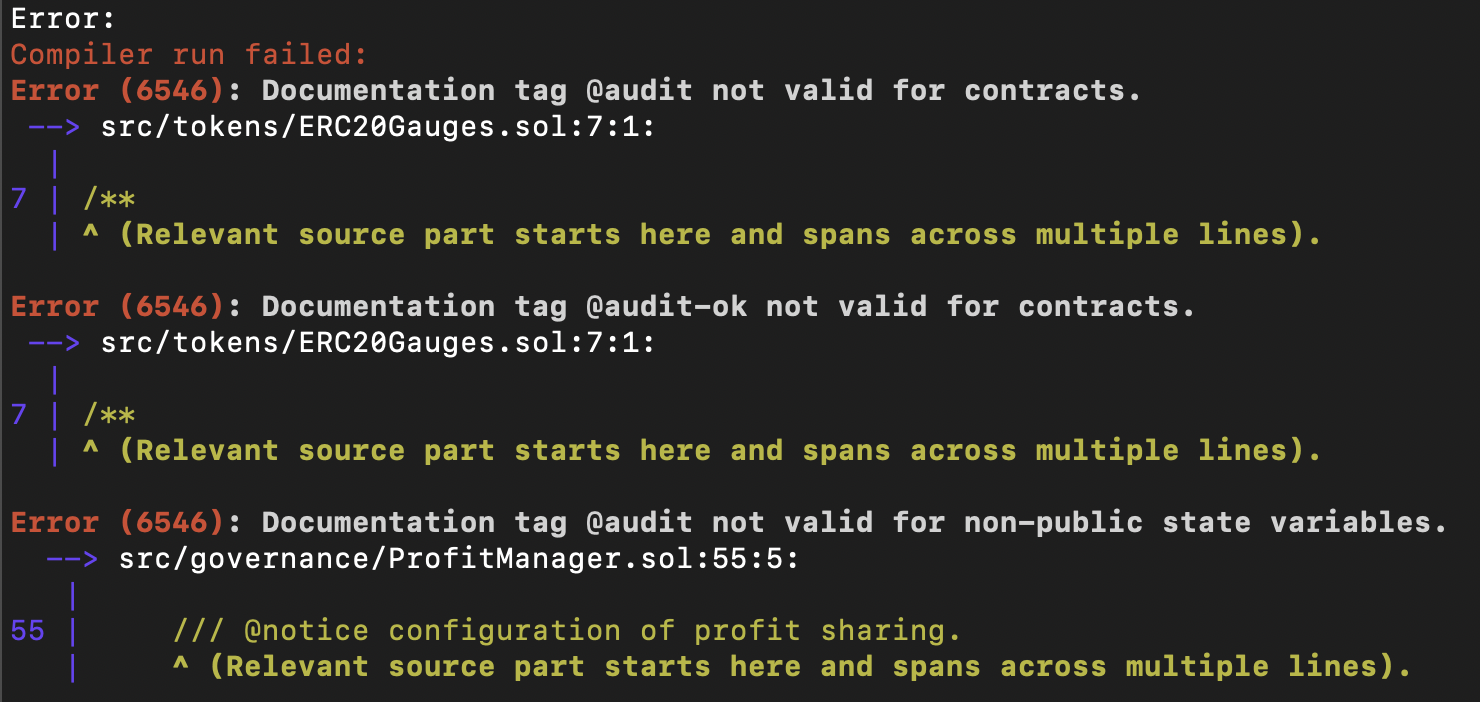 Error:
Compiler run failed:
Error (6546): Documentation tag @audit not valid for contracts.
 --> src/tokens/ERC20Gauges.sol:7:1:
  |
7 | /**
  | ^ (Relevant source part starts here and spans across multiple lines).

Error (6546): Documentation tag @audit-ok not valid for contracts.
 --> src/tokens/ERC20Gauges.sol:7:1:
  |
7 | /**
  | ^ (Relevant source part starts here and spans across multiple lines).

Error (6546): Documentation tag @audit not valid for non-public state variables.
  --> src/governance/ProfitManager.sol:55:5:
   |
55 |     /// @notice configuration of profit sharing.
   |     ^ (Relevant source part starts here and spans across multiple lines).